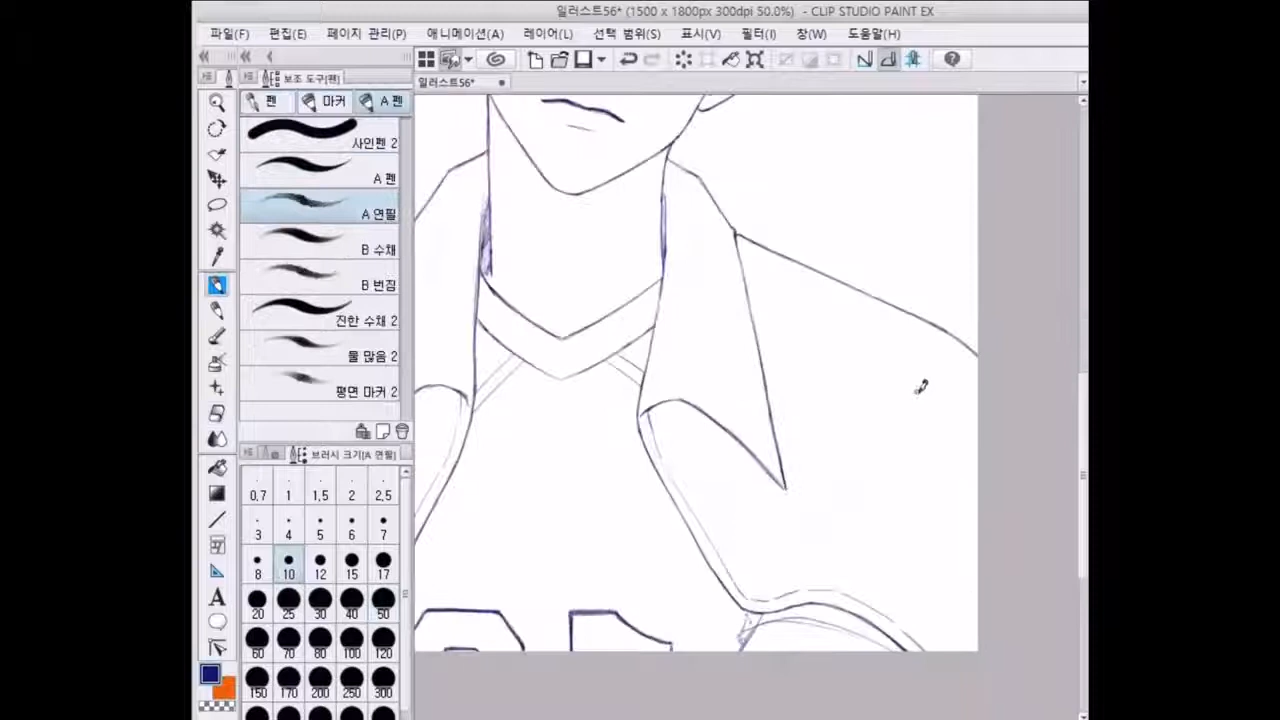 일러스트56* (1500 x 1800px 300dpi 50.0%) - CLIP STUDIO PAINT EX
파일(F) 편집(E) 페이지 관리(P) 애니메이션(A) 레이어(L) 선택 범위(S) 표시(V) 필터(I) 창(W) 도움말(H)
보조 도구[펜]
일러스트56*
펜 마커 A 펜
사인펜 2
A 펜
A 연필
B 수채
B 번짐
진한 수채 2
물 많음 2
평면 마커 2
브러시 크기[A 연필]
0.7 1 1.5 2 2.5
3 4 5 6 7
8 10 12 15 17
20 25 30 40 50
60 70 80 100 120
150 170 200 250 300
A